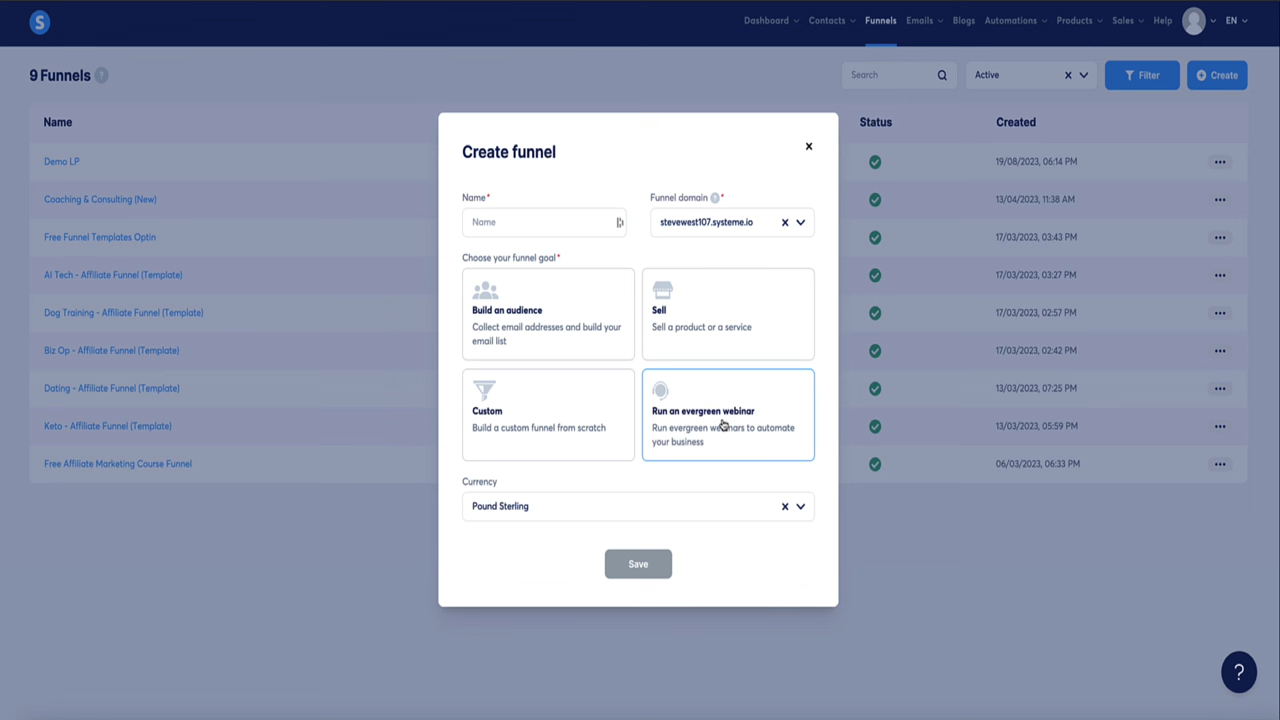 S
Dashboard
Contacts
Funnels
Emails
Blogs
Automations
Products
Sales
Help
EN
9 Funnels ?
Search
Active
Filter
Create
Name
Status
Created
Demo LP
19/08/2023, 06:14 PM
Coaching & Consulting (New)
13/04/2023, 11:38 AM
Free Funnel Templates Optin
17/03/2023, 03:43 PM
AI Tech - Affiliate Funnel (Template)
17/03/2023, 03:27 PM
Dog Training - Affiliate Funnel (Template)
17/03/2023, 02:57 PM
Biz Op - Affiliate Funnel (Template)
17/03/2023, 02:42 PM
Dating - Affiliate Funnel (Template)
13/03/2023, 07:25 PM
Keto - Affiliate Funnel (Template)
13/03/2023, 05:59 PM
Free Affiliate Marketing Course Funnel
06/03/2023, 06:33 PM
Create funnel
Name*
Funnel domain ? *
Name
stevewest107.systeme.io
Choose your funnel goal*
Build an audience
Collect email addresses and build your
email list
Sell
Sell a product or a service
Custom
Build a custom funnel from scratch
Run an evergreen webinar
Run evergreen webinars to automate
your business
Currency
Pound Sterling
Save
?